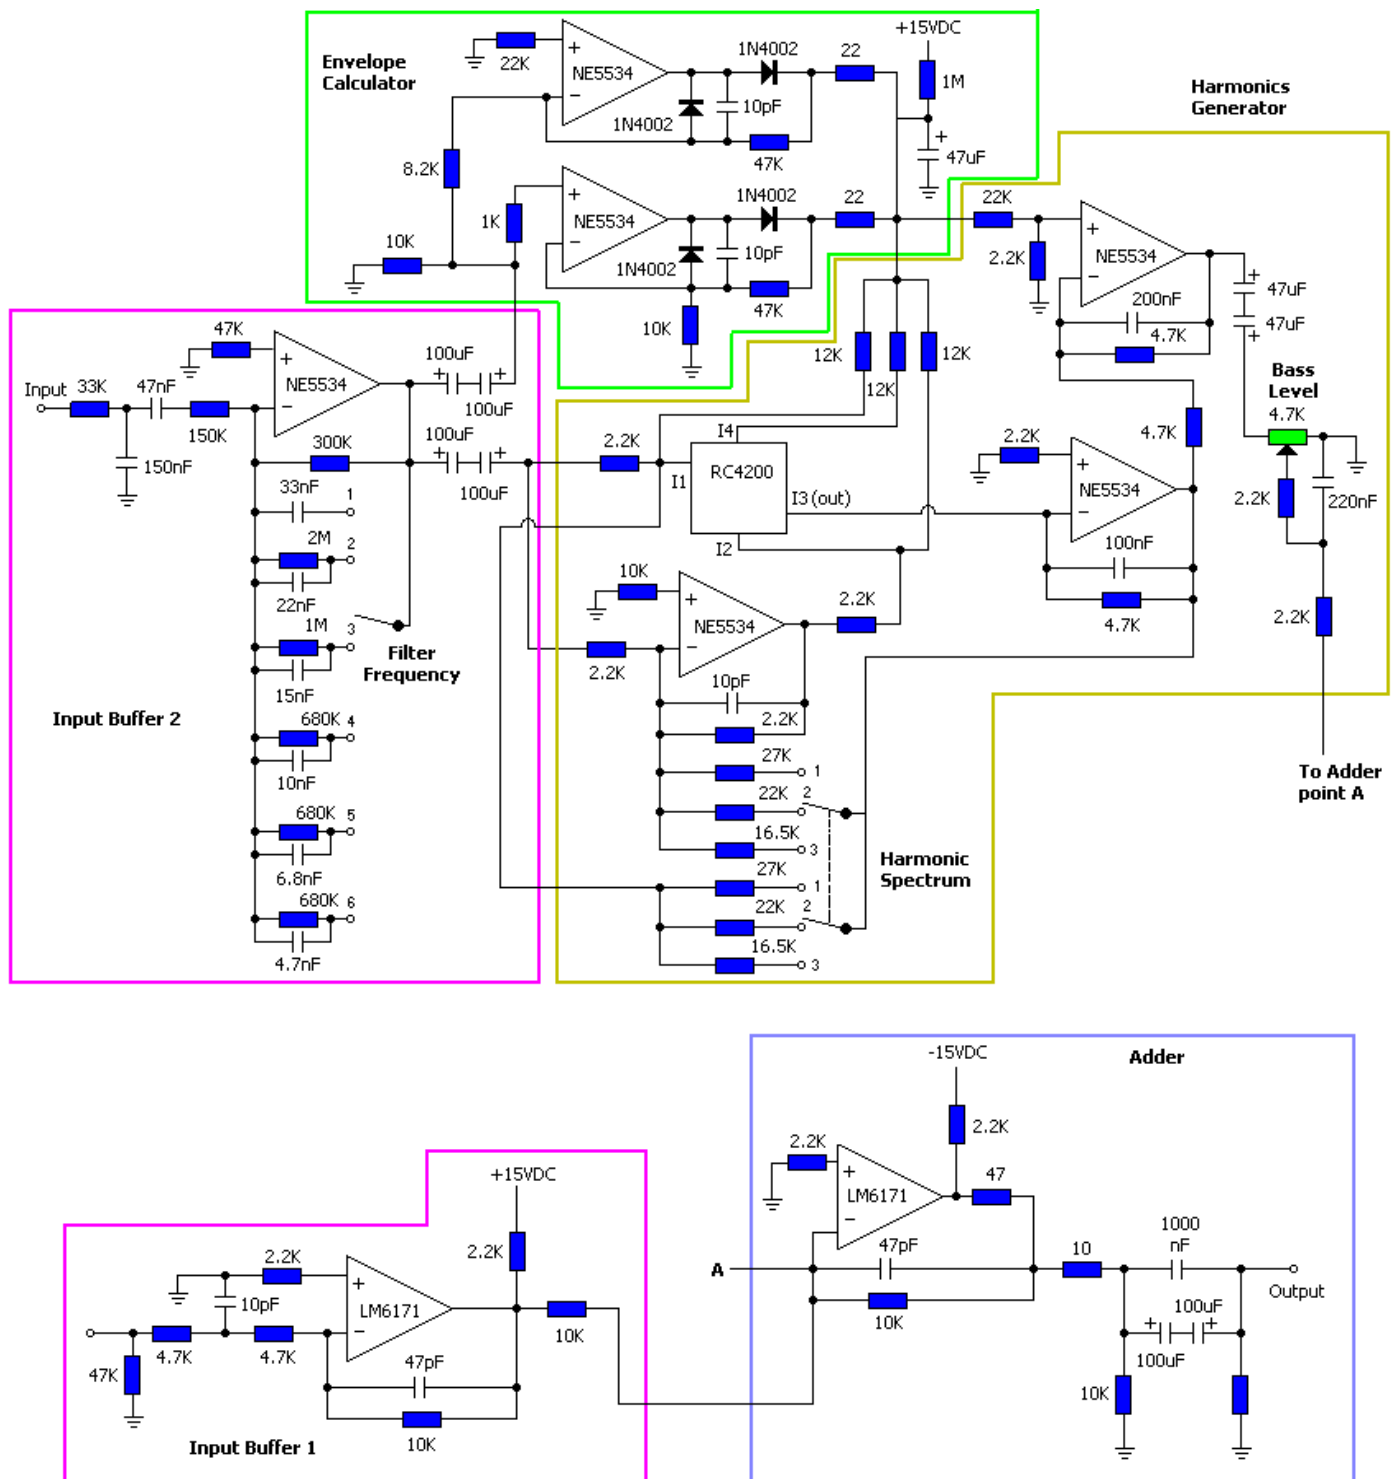 Envelope
Calculator
22K
+
NE5534
−
1N4002
1N4002
10pF
47K
22
+15VDC
1M
+
47uF
8.2K
1K
10K
+
NE5534
−
1N4002
1N4002
10pF
47K
22
10K
Harmonics
Generator
22K
2.2K
+
NE5534
−
200nF
4.7K
+
47uF
47uF
+
Bass
Level
4.7K
2.2K
220nF
2.2K
To Adder
point A
Input
33K
47nF
150nF
150K
47K
+
NE5534
−
300K
33nF
1
2M
2
22nF
1M
3
15nF
680K
4
10nF
680K
5
6.8nF
680K
6
4.7nF
Filter
Frequency
Input Buffer 2
100uF
+
+
100uF
100uF
+
+
100uF
2.2K
12K
12K
12K
I4
RC4200
I1
I3 (out)
I2
2.2K
+
NE5534
−
4.7K
100nF
4.7K
10K
+
NE5534
−
2.2K
2.2K
10pF
2.2K
27K
1
22K
2
16.5K
3
27K
1
22K
2
16.5K
3
Harmonic
Spectrum
+15VDC
2.2K
2.2K
+
LM6171
−
10pF
4.7K
4.7K
47K
47pF
10K
10K
Input Buffer 1
-15VDC
Adder
2.2K
2.2K
+
LM6171
−
47
A
47pF
10K
10
1000
nF
Output
100uF
+
+
100uF
10K